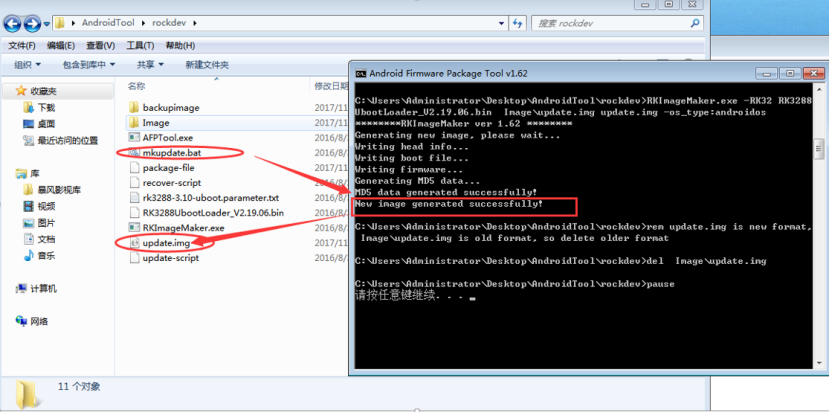 AndroidTool ▸ rockdev ▸
搜索 rockdev
文件(F) 编辑(E) 查看(V) 工具(T) 帮助(H)
组织 包含到库中 共享 新建文件夹
收藏夹
下载
桌面
最近访问的位置
库
暴风影视库
视频
图片
文档
音乐
计算机
网络
名称 修改日期
backupimage 2017/11
Image 2017/11
AFPTool.exe 2016/8/
mkupdate.bat 2016/8/
package-file 2017/11
recover-script 2016/8/
rk3288-3.10-uboot.parameter.txt 2016/8/
RK3288UbootLoader_V2.19.06.bin 2016/8/
RKImageMaker.exe 2016/8/
update.img 2017/11
update-script 2016/8/
11 个对象
Android Firmware Package Tool v1.62
C:\Users\Administrator\Desktop\AndroidTool\rockdev>RKImageMaker.exe -RK32 RK3288
UbootLoader_V2.19.06.bin Image\update.img update.img -os_type:androidos
********RKImageMaker ver 1.62 ********
Generating new image, please wait...
Writing head info...
Writing boot file...
Writing firmware...
Generating MD5 data...
MD5 data generated successfully!
New image generated successfully!
C:\Users\Administrator\Desktop\AndroidTool\rockdev>rem update.img is new format,
Image\update.img is old format, so delete older format
C:\Users\Administrator\Desktop\AndroidTool\rockdev>del Image\update.img
C:\Users\Administrator\Desktop\AndroidTool\rockdev>pause
请按任意键继续. . .